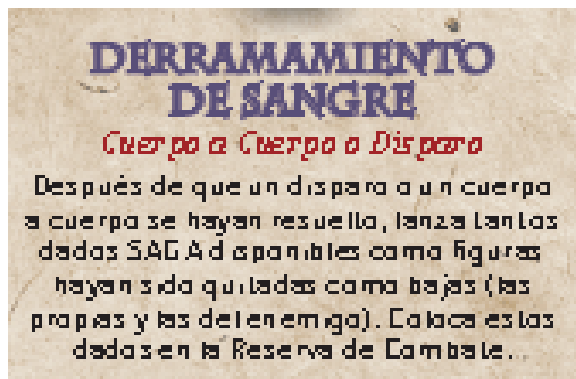 DERRAMAMIENTO
DE SANGRE
Cuerpo a Cuerpo o Disparo
Después de que un disparo o un cuerpo
a cuerpo se hayan resuelto, lanza tantos
dados SAGA disponibles como figuras
hayan sido quitadas como bajas (las
propias y las del enemigo). Coloca estos
dados en la Reserva de Combate.